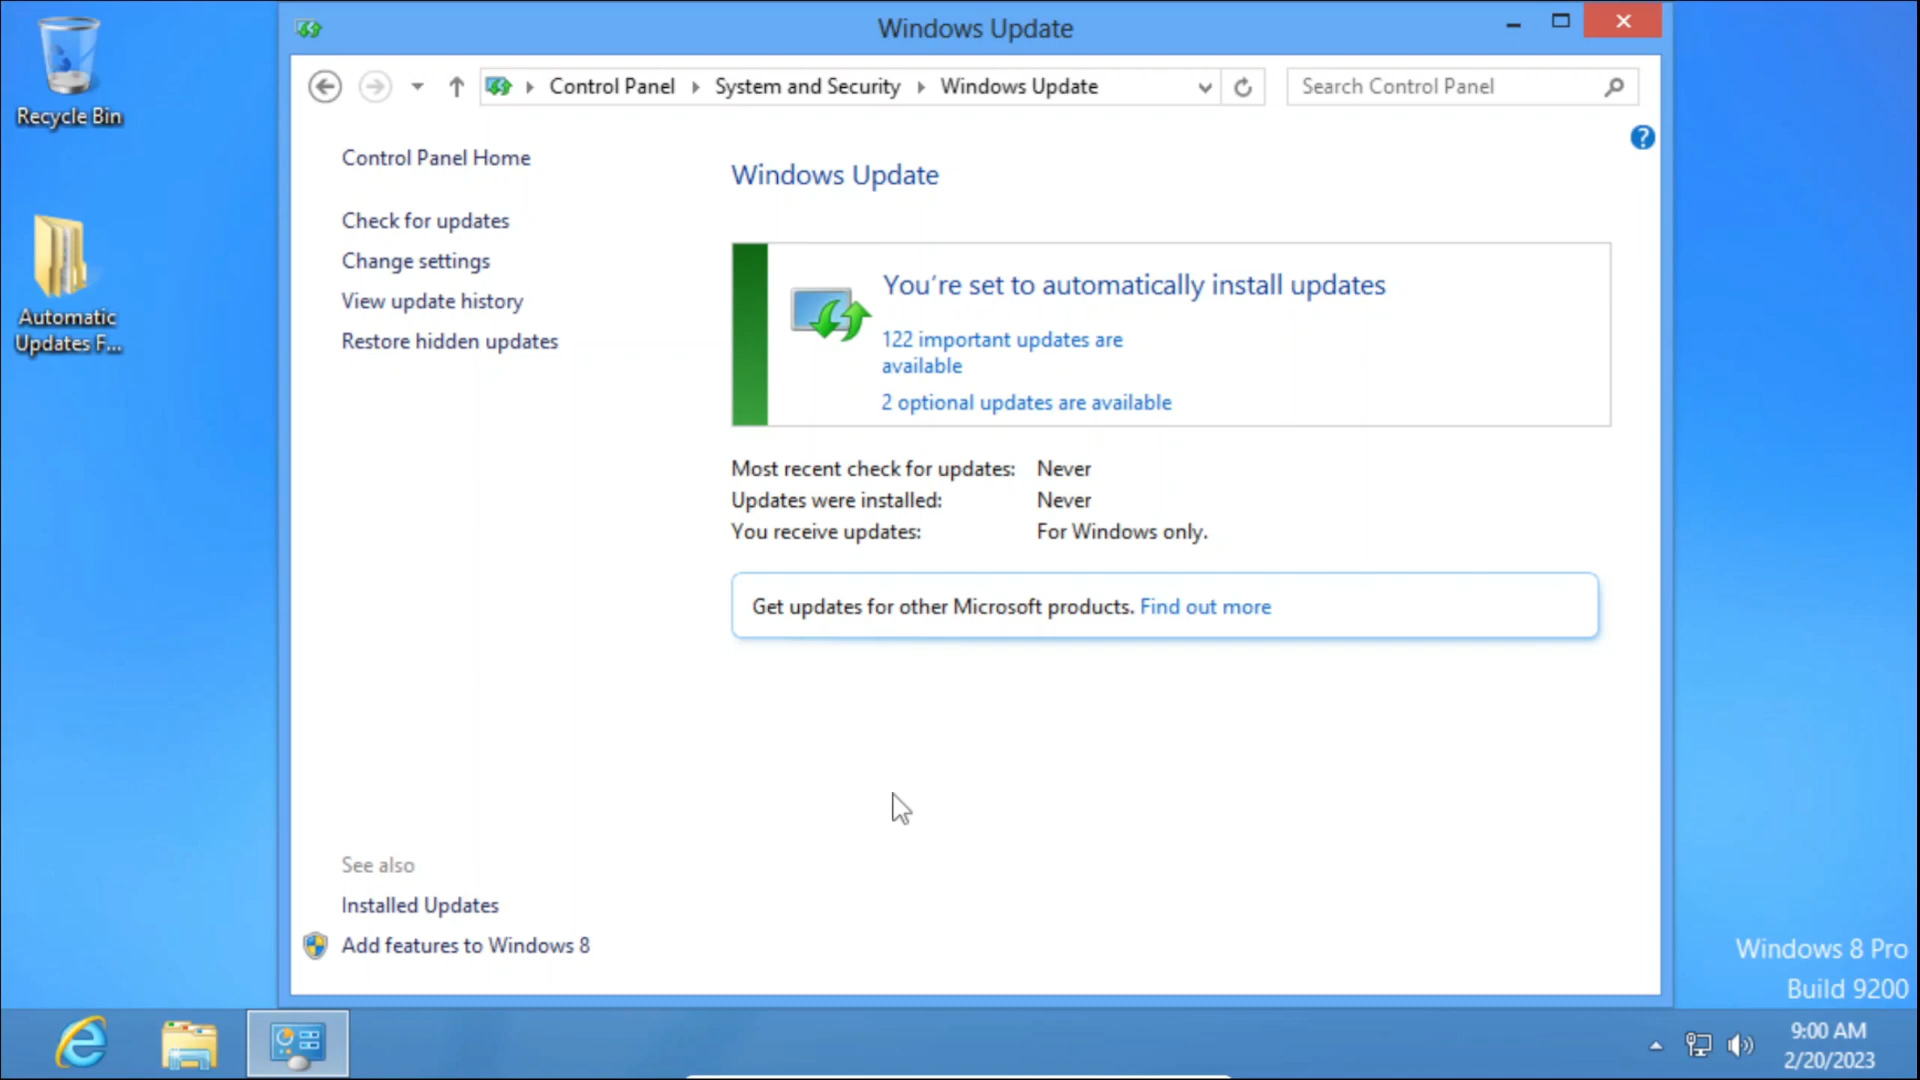 Recycle Bin
Automatic
Updates F...
Windows Update
Control Panel
System and Security
Windows Update
Search Control Panel
?
Control Panel Home
Check for updates
Change settings
View update history
Restore hidden updates
Windows Update
You're set to automatically install updates
122 important updates are
available
2 optional updates are available
Most recent check for updates: Never
Updates were installed: Never
You receive updates: For Windows only.
Get updates for other Microsoft products. Find out more
See also
Installed Updates
Add features to Windows 8
Windows 8 Pro
Build 9200
9:00 AM
2/20/2023